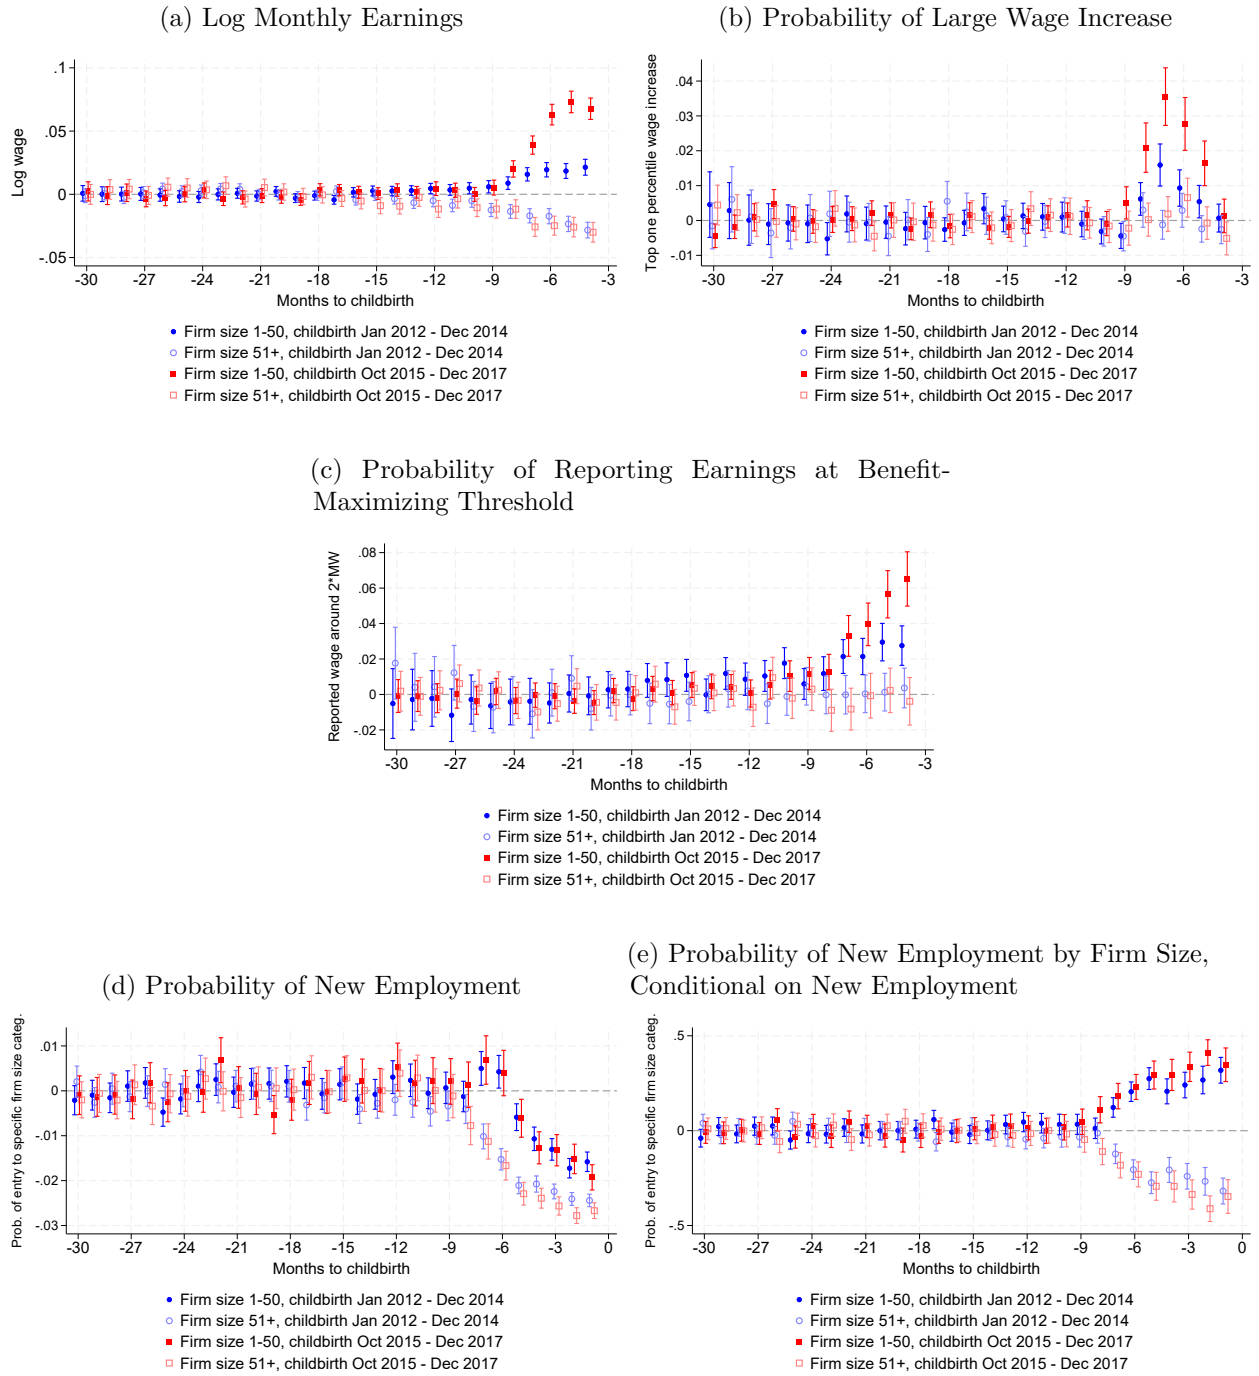 (a) Log Monthly Earnings
Log wage
.1
.05
0
-.05
-30 -27 -24 -21 -18 -15 -12 -9 -6 -3
Months to childbirth
Firm size 1-50, childbirth Jan 2012 - Dec 2014
Firm size 51+, childbirth Jan 2012 - Dec 2014
Firm size 1-50, childbirth Oct 2015 - Dec 2017
Firm size 51+, childbirth Oct 2015 - Dec 2017
(b) Probability of Large Wage Increase
Top one percentile wage increase
.04
.03
.02
.01
0
-.01
-30 -27 -24 -21 -18 -15 -12 -9 -6 -3
Months to childbirth
Firm size 1-50, childbirth Jan 2012 - Dec 2014
Firm size 51+, childbirth Jan 2012 - Dec 2014
Firm size 1-50, childbirth Oct 2015 - Dec 2017
Firm size 51+, childbirth Oct 2015 - Dec 2017
(c) Probability of Reporting Earnings at Benefit-
Maximizing Threshold
Reported wage around 2*MW
.08
.06
.04
.02
0
-.02
-30 -27 -24 -21 -18 -15 -12 -9 -6 -3
Months to childbirth
Firm size 1-50, childbirth Jan 2012 - Dec 2014
Firm size 51+, childbirth Jan 2012 - Dec 2014
Firm size 1-50, childbirth Oct 2015 - Dec 2017
Firm size 51+, childbirth Oct 2015 - Dec 2017
(d) Probability of New Employment
Prob. of entry to specific firm size categ.
.01
0
-.01
-.02
-.03
-30 -27 -24 -21 -18 -15 -12 -9 -6 -3 0
Months to childbirth
Firm size 1-50, childbirth Jan 2012 - Dec 2014
Firm size 51+, childbirth Jan 2012 - Dec 2014
Firm size 1-50, childbirth Oct 2015 - Dec 2017
Firm size 51+, childbirth Oct 2015 - Dec 2017
(e) Probability of New Employment by Firm Size,
Conditional on New Employment
Prob. of entry to specific firm size categ.
.5
0
-.5
-30 -27 -24 -21 -18 -15 -12 -9 -6 -3 0
Months to childbirth
Firm size 1-50, childbirth Jan 2012 - Dec 2014
Firm size 51+, childbirth Jan 2012 - Dec 2014
Firm size 1-50, childbirth Oct 2015 - Dec 2017
Firm size 51+, childbirth Oct 2015 - Dec 2017